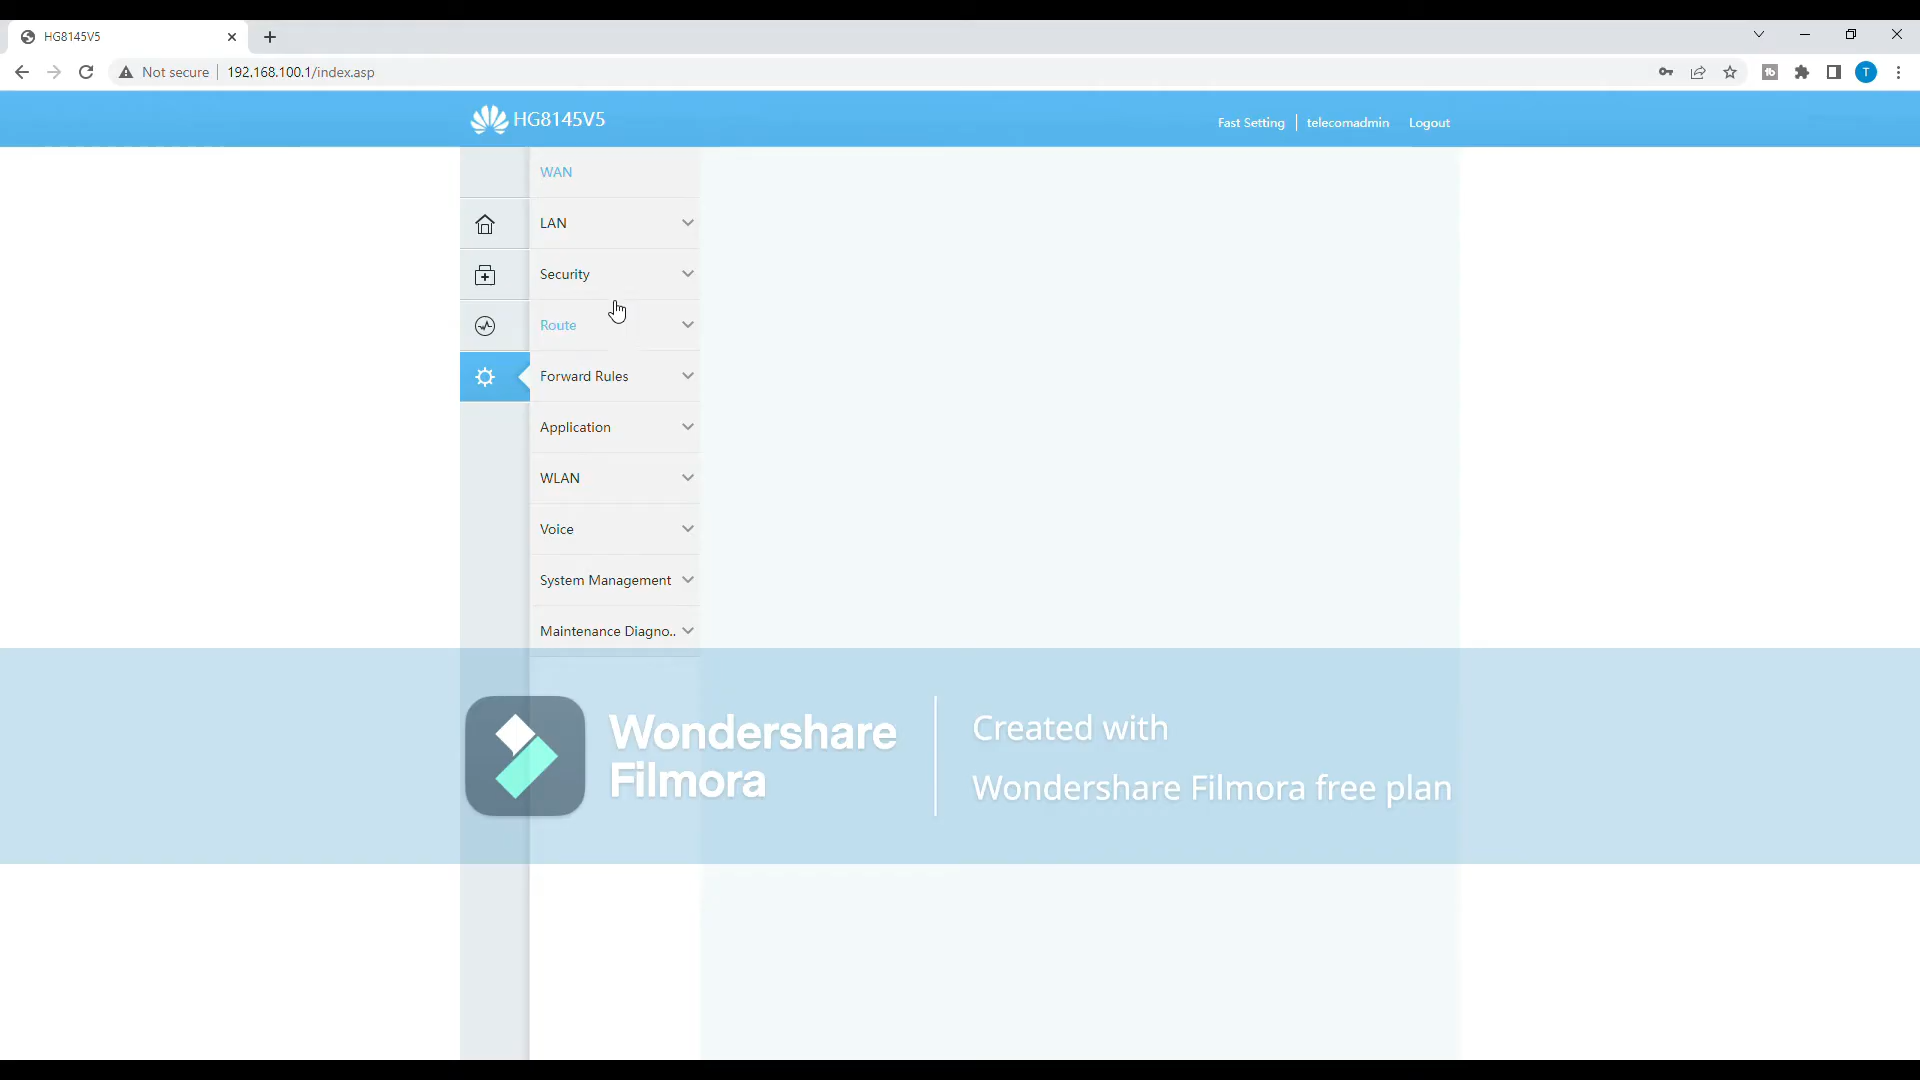 HG8145V5
Not secure
192.168.100.1/index.asp
T
HG8145V5
Fast Setting
telecomadmin
Logout
WAN
LAN
Security
Route
Forward Rules
Application
WLAN
Voice
System Management
Maintenance Diagno..
Wondershare
Filmora
Created with
Wondershare Filmora free plan